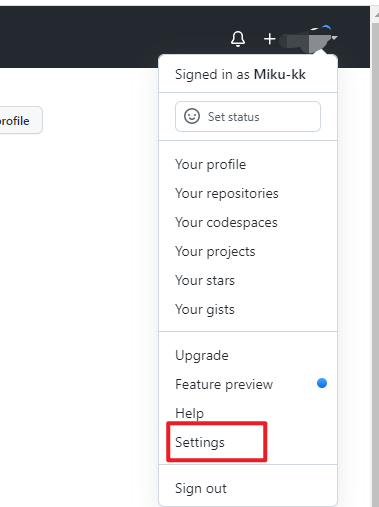 Signed in as Miku-kk
Set status
rofile
Your profile
Your repositories
Your codespaces
Your projects
Your stars
Your gists
Upgrade
Feature preview
Help
Settings
Sign out